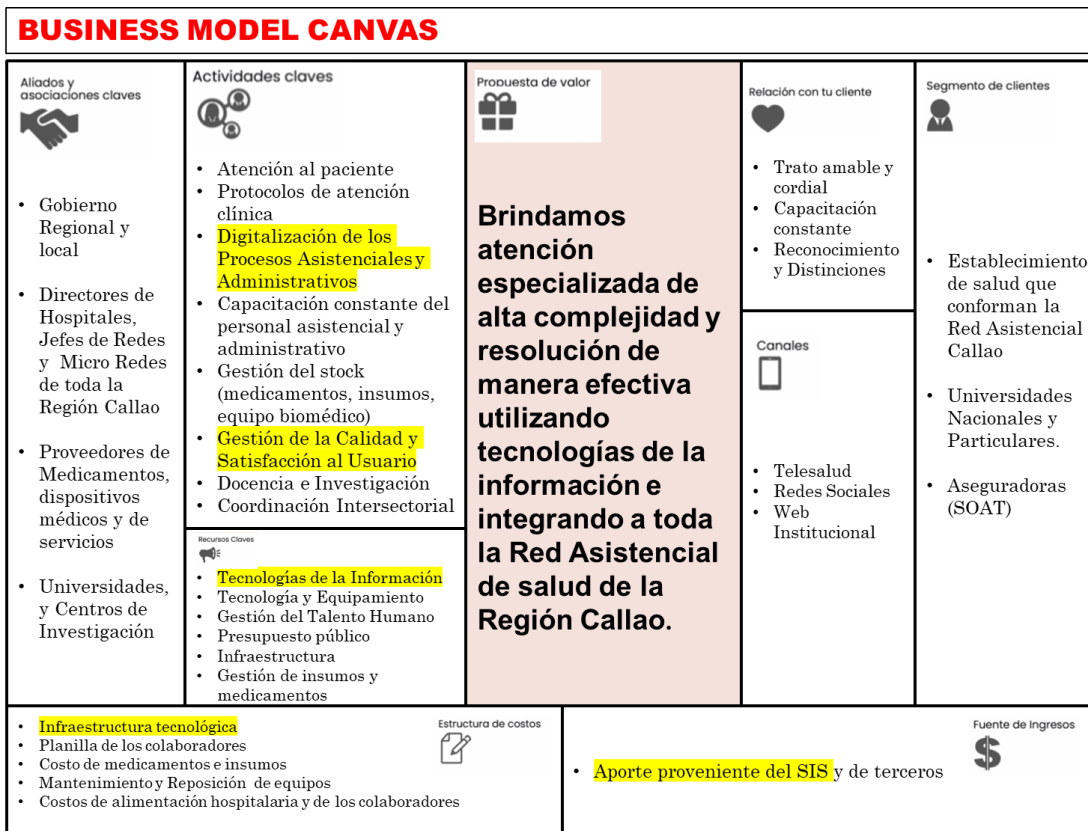 BUSINESS MODEL CANVAS
Aliados y
asociaciones claves
• Gobierno
Regional y
local
• Directores de
Hospitales,
Jefes de Redes
y Micro Redes
de toda la
Región Callao
• Proveedores de
Medicamentos,
dispositivos
médicos y de
servicios
• Universidades,
y Centros de
Investigación
Actividades claves
• Atención al paciente
• Protocolos de atención
clínica
• Digitalización de los
Procesos Asistenciales y
Administrativos
• Capacitación constante del
personal asistencial y
administrativo
• Gestión del stock
(medicamentos, insumos,
equipo biomédico)
• Gestión de la Calidad y
Satisfacción al Usuario
• Docencia e Investigación
• Coordinación Intersectorial
Recursos Claves
• Tecnologías de la Información
• Tecnología y Equipamiento
• Gestión del Talento Humano
• Presupuesto público
• Infraestructura
• Gestión de insumos y
medicamentos
Propuesta de valor
Brindamos
atención
especializada de
alta complejidad y
resolución de
manera efectiva
utilizando
tecnologías de la
información e
integrando a toda
la Red Asistencial
de salud de la
Región Callao.
Relación con tu cliente
• Trato amable y
cordial
• Capacitación
constante
• Reconocimiento
y Distinciones
Canales
• Telesalud
• Redes Sociales
• Web
Institucional
Segmento de clientes
• Establecimiento
de salud que
conforman la
Red Asistencial
Callao
• Universidades
Nacionales y
Particulares.
• Aseguradoras
(SOAT)
Estructura de costos
• Infraestructura tecnológica
• Planilla de los colaboradores
• Costo de medicamentos e insumos
• Mantenimiento y Reposición de equipos
• Costos de alimentación hospitalaria y de los colaboradores
Fuente de Ingresos
$
• Aporte proveniente del SIS y de terceros